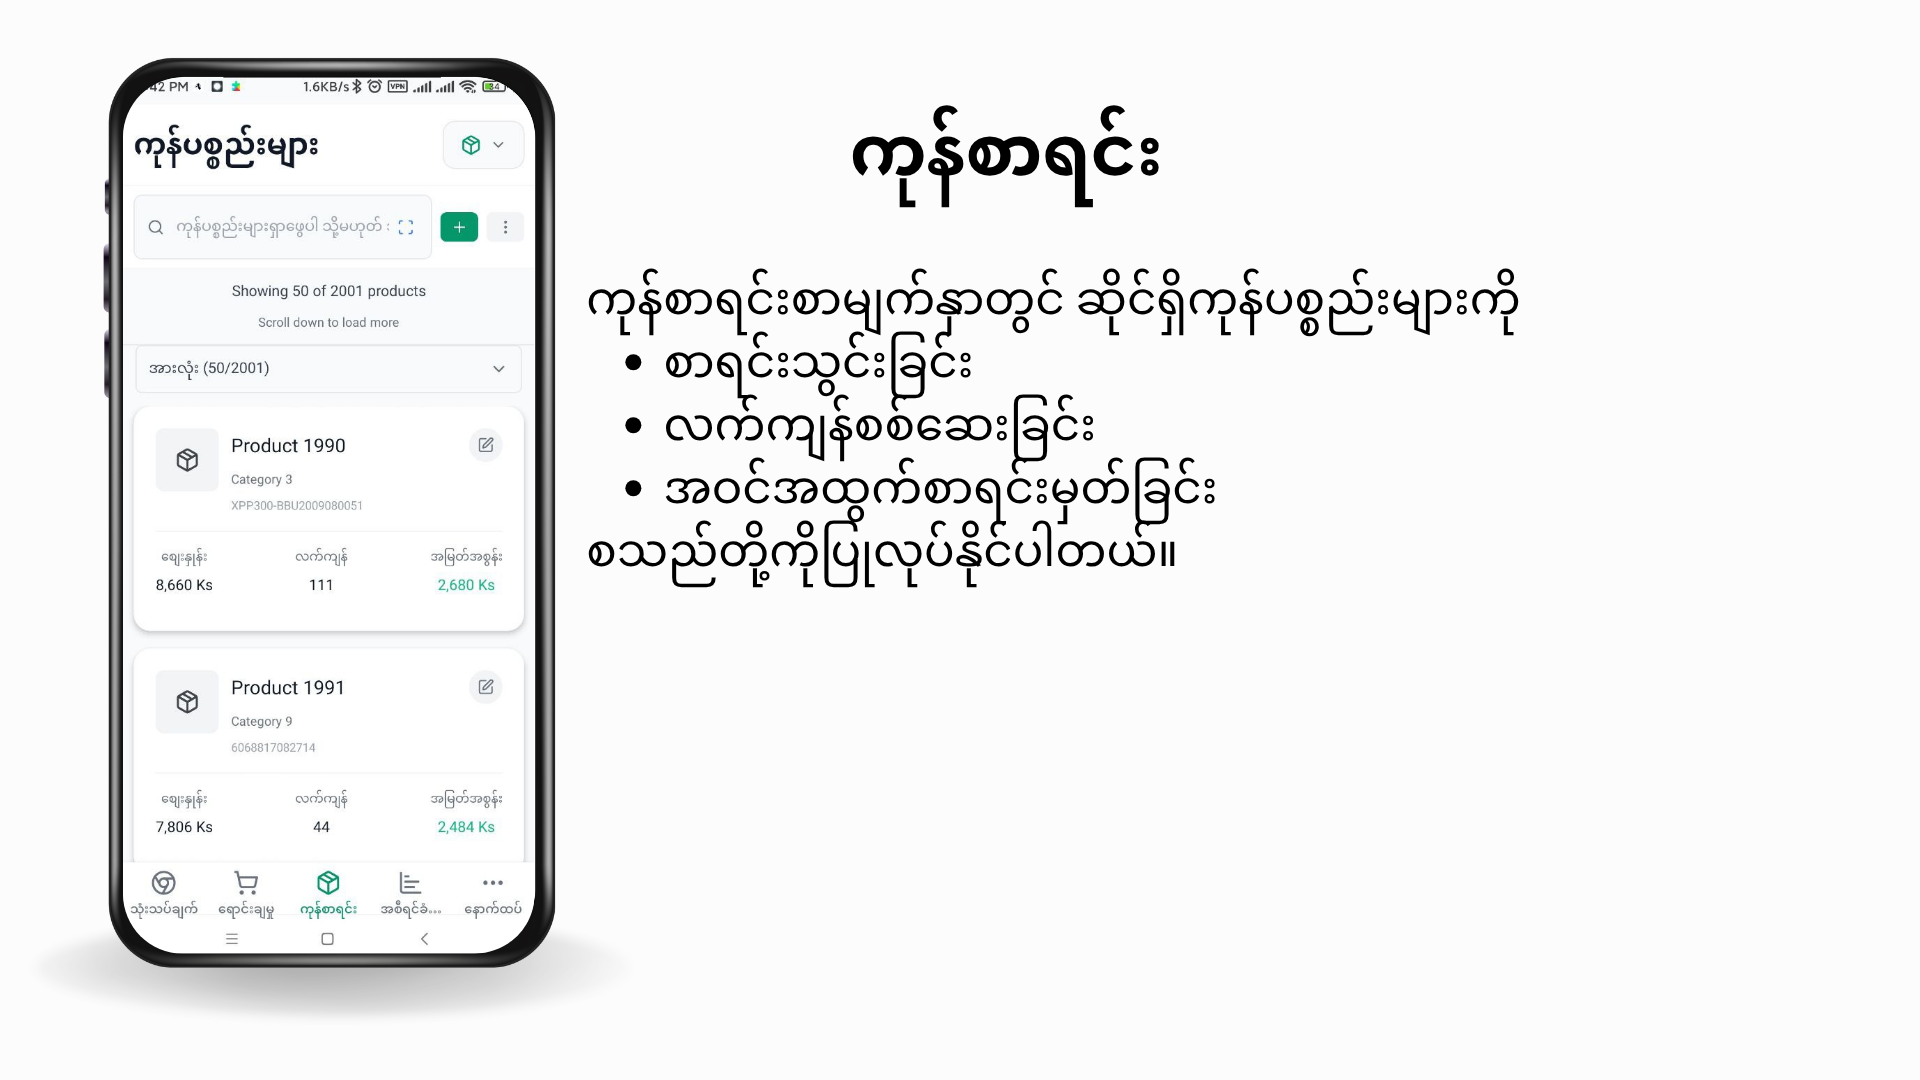 42 PM
1.6KB/s
VPN
84
ကုန်ပစ္စည်းများ
ကုန်ပစ္စည်းများရှာဖွေပါ သို့မဟုတ် :
Showing 50 of 2001 products
Scroll down to load more
အားလုံး (50/2001)
Product 1990
Category 3
XPP300-BBU2009080051
ဈေးနှုန်း လက်ကျန် အမြတ်အစွန်း
8,660 Ks 111 2,680 Ks
Product 1991
Category 9
6068817082714
ဈေးနှုန်း လက်ကျန် အမြတ်အစွန်း
7,806 Ks 44 2,484 Ks
သုံးသပ်ချက် ရောင်းချမှု ကုန်စာရင်း အစီရင်ခံ... နောက်ထပ်
ကုန်စာရင်း
ကုန်စာရင်းစာမျက်နှာတွင် ဆိုင်ရှိကုန်ပစ္စည်းများကို
• စာရင်းသွင်းခြင်း
• လက်ကျန်စစ်ဆေးခြင်း
• အဝင်အထွက်စာရင်းမှတ်ခြင်း
စသည်တို့ကိုပြုလုပ်နိုင်ပါတယ်။